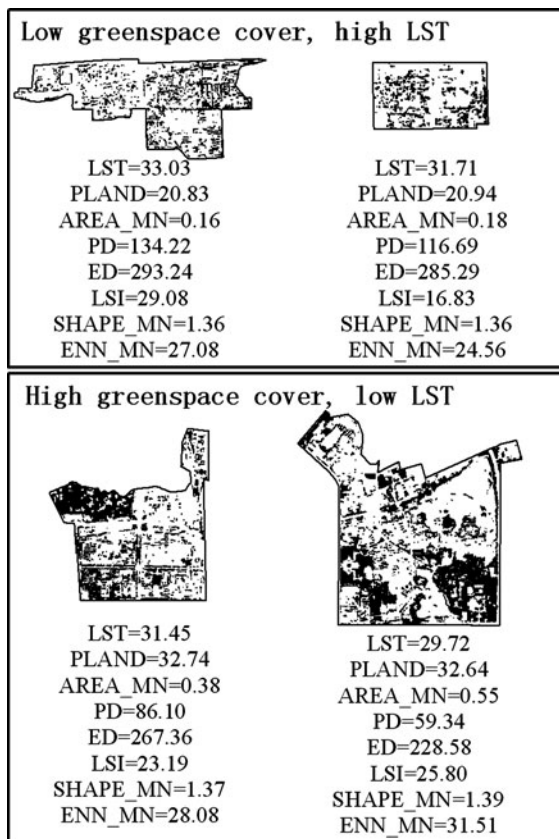 Low greenspace cover, high LST
LST=33.03
PLAND=20.83
AREA_MN=0.16
PD=134.22
ED=293.24
LSI=29.08
SHAPE_MN=1.36
ENN_MN=27.08
LST=31.71
PLAND=20.94
AREA_MN=0.18
PD=116.69
ED=285.29
LSI=16.83
SHAPE_MN=1.36
ENN_MN=24.56
High greenspace cover, low LST
LST=31.45
PLAND=32.74
AREA_MN=0.38
PD=86.10
ED=267.36
LSI=23.19
SHAPE_MN=1.37
ENN_MN=28.08
LST=29.72
PLAND=32.64
AREA_MN=0.55
PD=59.34
ED=228.58
LSI=25.80
SHAPE_MN=1.39
ENN_MN=31.51